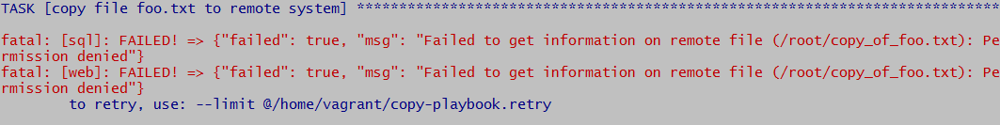 TASK [copy file foo.txt to remote system] ****************************************************************************
fatal: [sql]: FAILED! => {"failed": true, "msg": "Failed to get information on remote file (/root/copy_of_foo.txt): Pe
rmission denied"}
fatal: [web]: FAILED! => {"failed": true, "msg": "Failed to get information on remote file (/root/copy_of_foo.txt): Pe
rmission denied"}
to retry, use: --limit @/home/vagrant/copy-playbook.retry